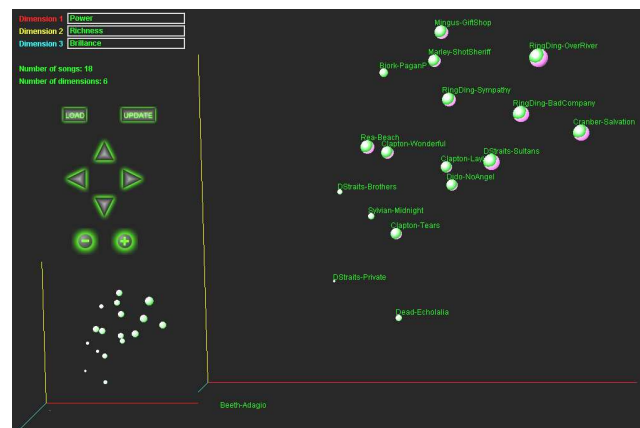 Dimension 1 Power
Dimension 2 Richness
Dimension 3 Brillance
Number of songs: 18
Number of dimensions: 6
LOAD UPDATE
Mingus-GiftShop
Marley-ShotSheriff
RingDing-OverRiver
Bjork-PaganP
RingDing-Sympathy
RingDing-BadCompany
Cranber-Salvation
Rea-Beach
Clapton-Wonderful
DStraits-Sultans
Clapton-Layla
Dido-NoAngel
DStraits-Brothers
Sylvian-Midnight
Clapton-Tears
DStraits-Private
Dead-Echolalia
Beeth-Adagio